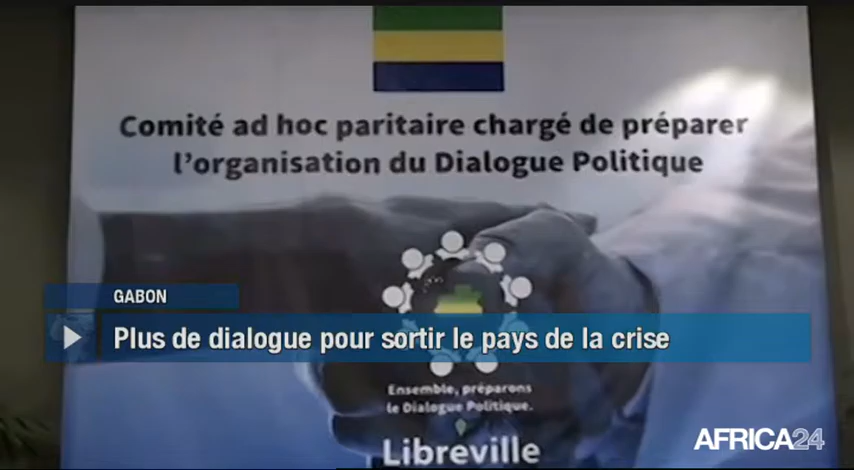 Comité ad hoc paritaire chargé de préparer
l'organisation du Dialogue Politique
GABON
Plus de dialogue pour sortir le pays de la crise
Ensemble, préparons
le Dialogue Politique.
Libreville
AFRICA24